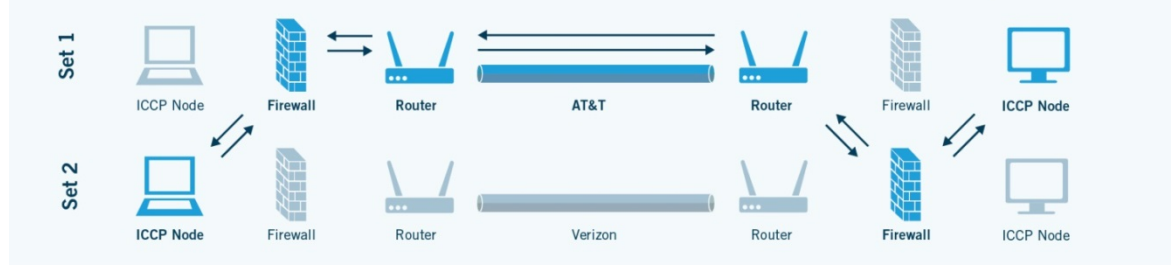 Set 1
ICCP Node
Firewall
Router
AT&T
Router
Firewall
ICCP Node
Set 2
ICCP Node
Firewall
Router
Verizon
Router
Firewall
ICCP Node